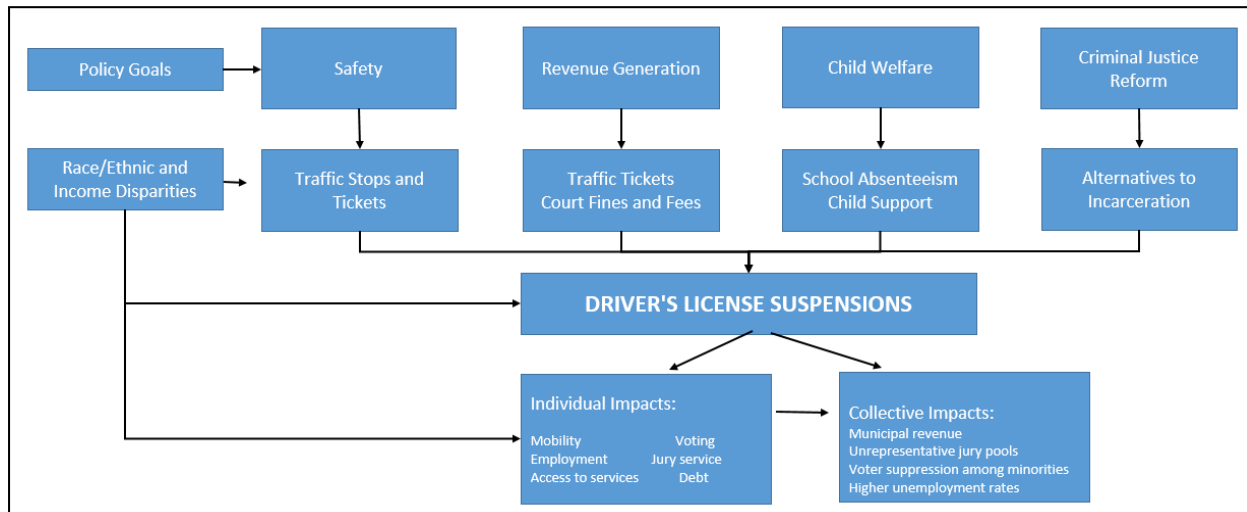 Policy Goals
Safety
Revenue Generation
Child Welfare
Criminal Justice
Reform
Race/Ethnic and
Income Disparities
Traffic Stops and
Tickets
Traffic Tickets
Court Fines and Fees
School Absenteeism
Child Support
Alternatives to
Incarceration
DRIVER'S LICENSE SUSPENSIONS
Individual Impacts:
Mobility Voting
Employment Jury service
Access to services Debt
Collective Impacts:
Municipal revenue
Unrepresentative jury pools
Voter suppression among minorities
Higher unemployment rates